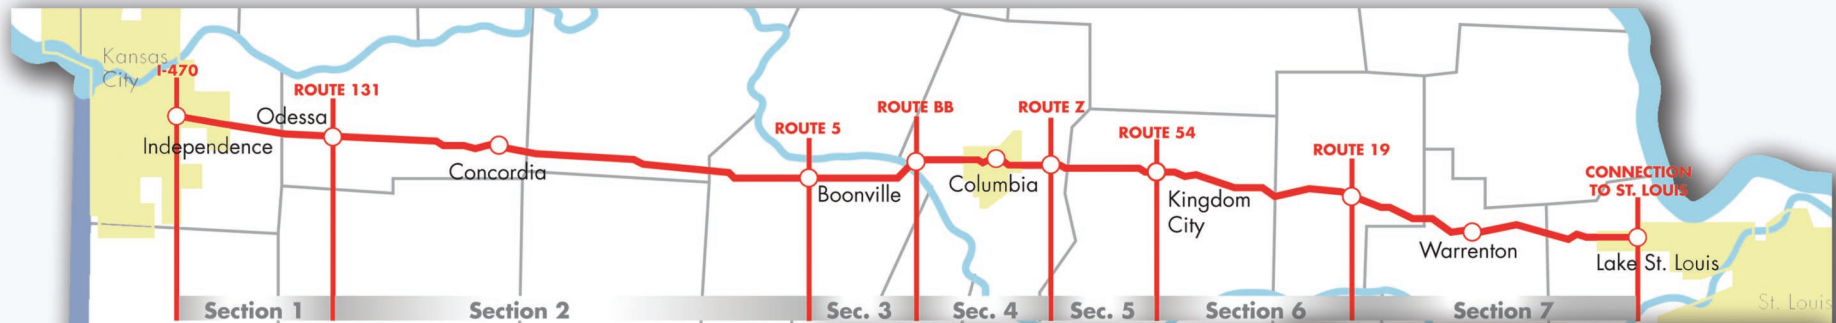 Kansas
City
I-470
Independence
Odessa
ROUTE 131
Concordia
ROUTE 5
Boonville
ROUTE BB
Columbia
ROUTE Z
ROUTE 54
Kingdom
City
ROUTE 19
Warrenton
CONNECTION
TO ST. LOUIS
Lake St. Louis
St. Louis
Section 1
Section 2
Sec. 3
Sec. 4
Sec. 5
Section 6
Section 7